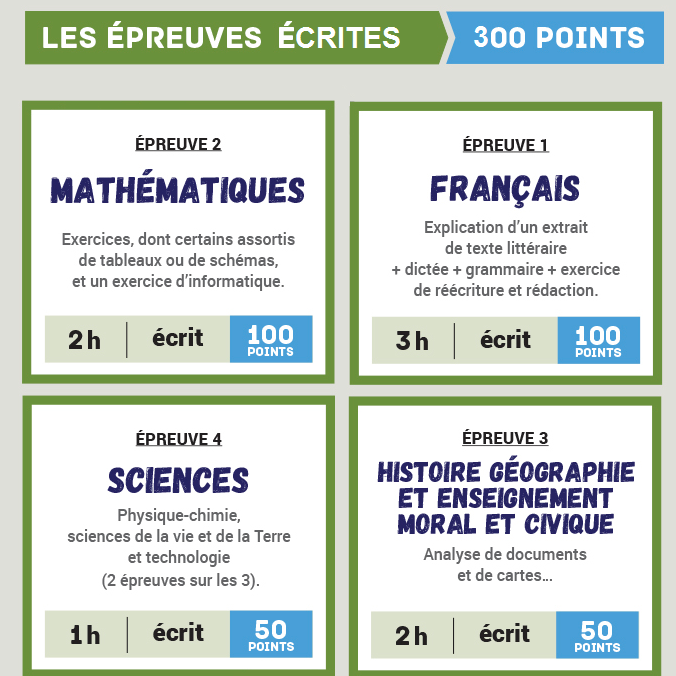 LES ÉPREUVES ÉCRITES
300 POINTS
ÉPREUVE 2
MATHÉMATIQUES
Exercices, dont certains assortis
de tableaux ou de schémas,
et un exercice d'informatique.
2 h
écrit
100
POINTS
ÉPREUVE 1
FRANÇAIS
Explication d'un extrait
de texte littéraire
+ dictée + grammaire + exercice
de réécriture et rédaction.
3 h
écrit
100
POINTS
ÉPREUVE 4
SCIENCES
Physique-chimie,
sciences de la vie et de la Terre
et technologie
(2 épreuves sur les 3).
1 h
écrit
50
POINTS
ÉPREUVE 3
HISTOIRE GÉOGRAPHIE
ET ENSEIGNEMENT
MORAL ET CIVIQUE
Analyse de documents
et de cartes...
2 h
écrit
50
POINTS